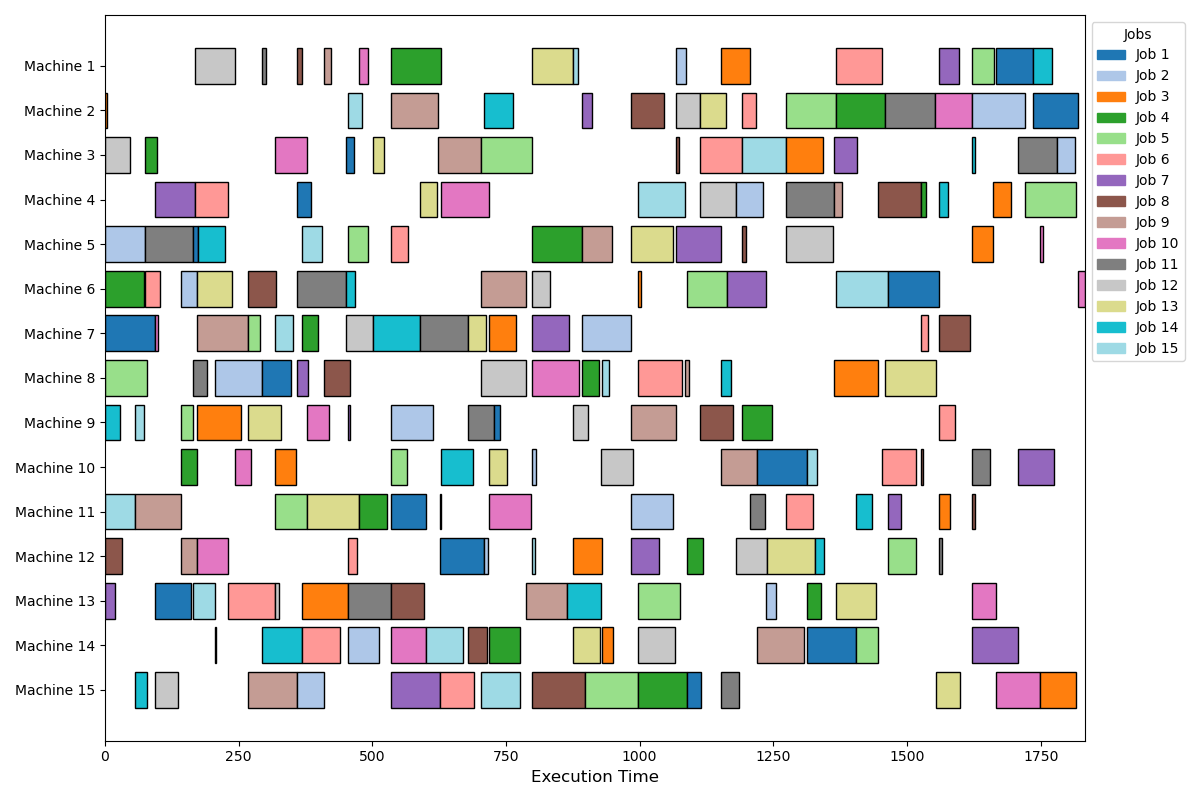 Machine 1
Machine 2
Machine 3
Machine 4
Machine 5
Machine 6
Machine 7
Machine 8
Machine 9
Machine 10
Machine 11
Machine 12
Machine 13
Machine 14
Machine 15
0 250 500 750 1000 1250 1500 1750
Execution Time
Jobs
Job 1
Job 2
Job 3
Job 4
Job 5
Job 6
Job 7
Job 8
Job 9
Job 10
Job 11
Job 12
Job 13
Job 14
Job 15